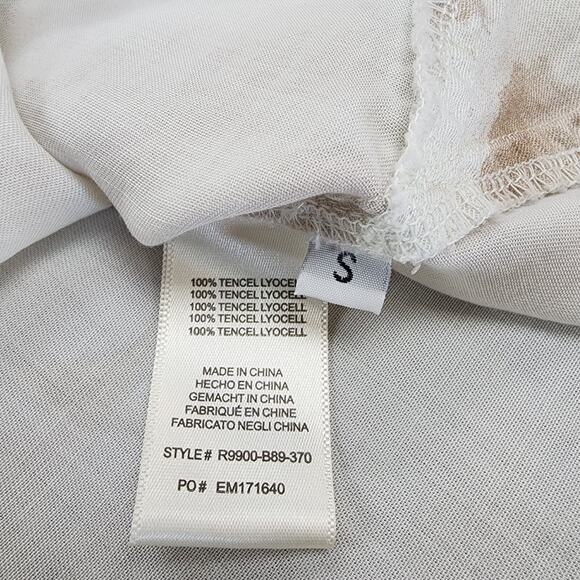 S
100% TENCEL LYOCELL
100% TENCEL LYOCELL
100% TENCEL LYOCELL
100% TENCEL LYOCELL
100% TENCEL LYOCELL
MADE IN CHINA
HECHO EN CHINA
GEMACHT IN CHINA
FABRIQUÉ EN CHINE
FABRICATO NEGLI CHINA
STYLE# R9900-B89-370
PO# EM171640